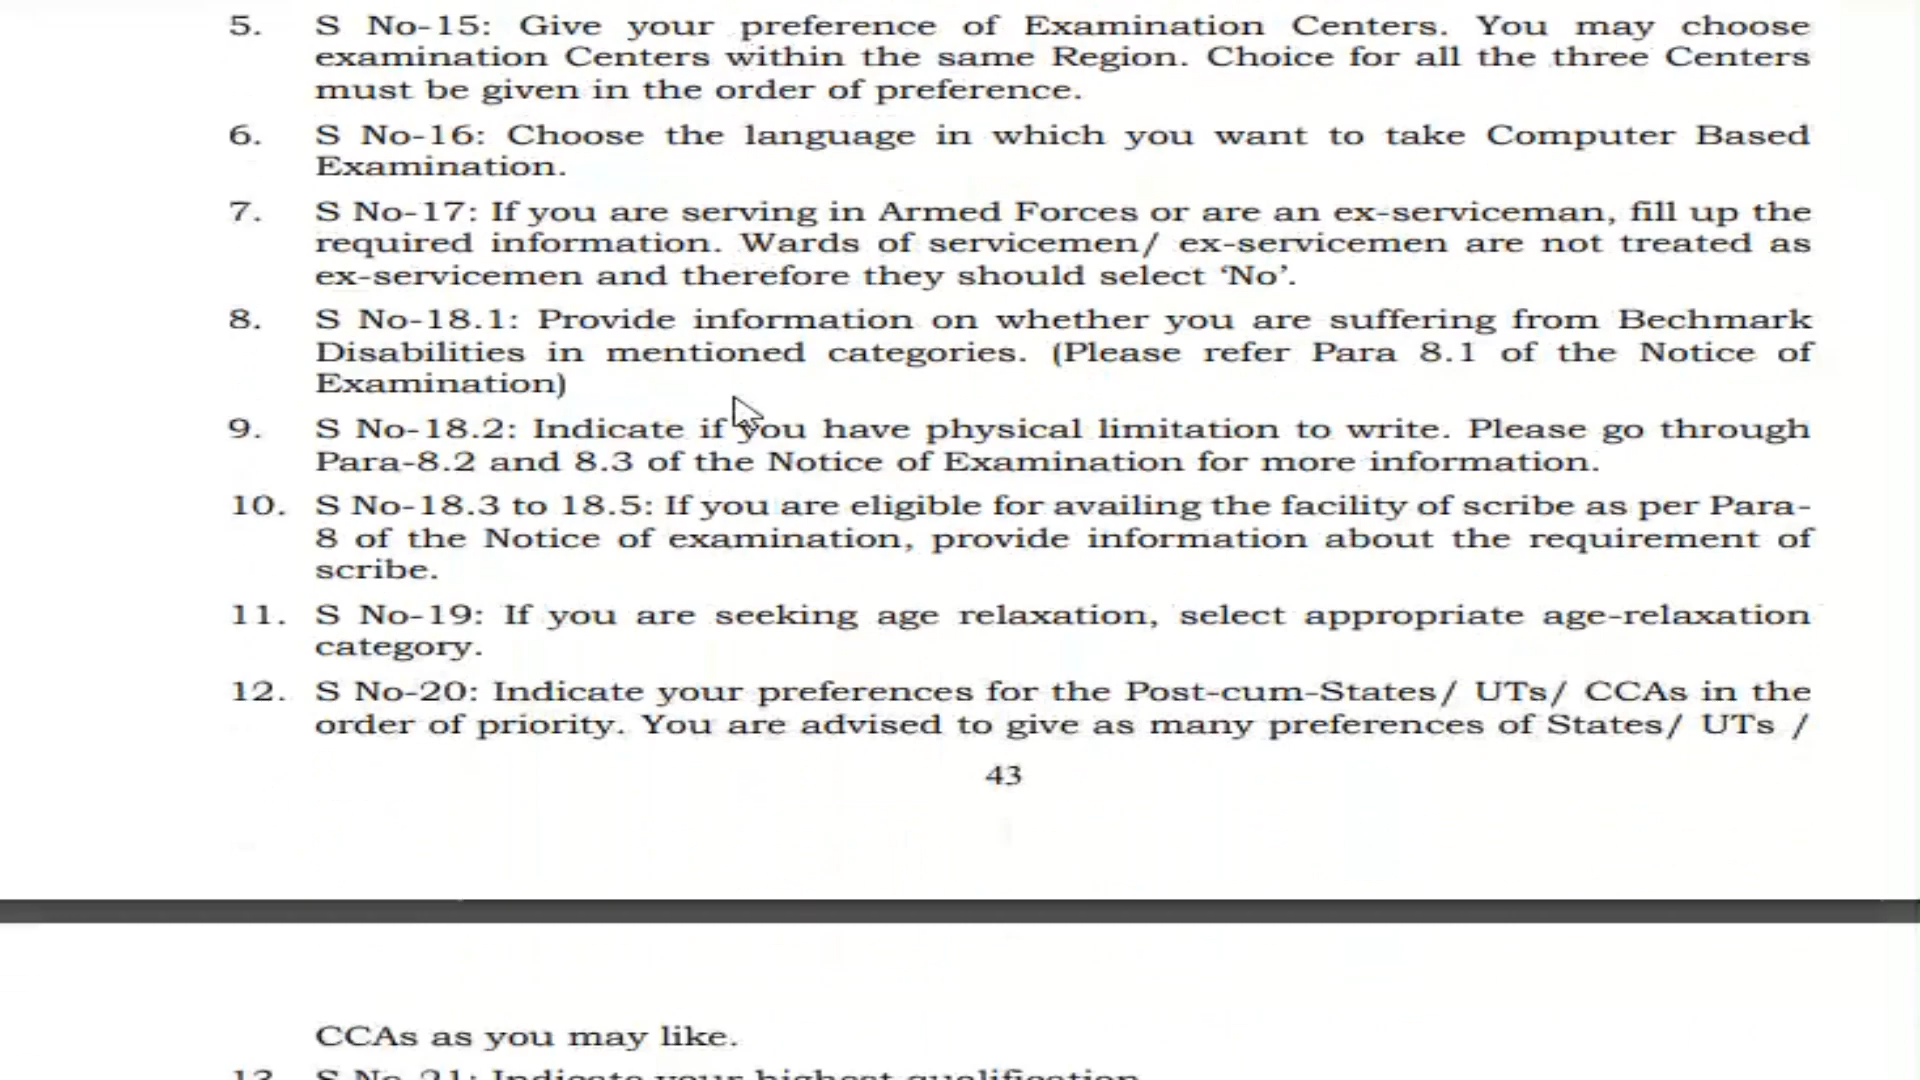 5. S No-15: Give your preference of Examination Centers. You may choose
examination Centers within the same Region. Choice for all the three Centers
must be given in the order of preference.
6. S No-16: Choose the language in which you want to take Computer Based
Examination.
7. S No-17: If you are serving in Armed Forces or are an ex-serviceman, fill up the
required information. Wards of servicemen/ ex-servicemen are not treated as
ex-servicemen and therefore they should select ‘No’.
8. S No-18.1: Provide information on whether you are suffering from Bechmark
Disabilities in mentioned categories. (Please refer Para 8.1 of the Notice of
Examination)
9. S No-18.2: Indicate if you have physical limitation to write. Please go through
Para-8.2 and 8.3 of the Notice of Examination for more information.
10. S No-18.3 to 18.5: If you are eligible for availing the facility of scribe as per Para-
8 of the Notice of examination, provide information about the requirement of
scribe.
11. S No-19: If you are seeking age relaxation, select appropriate age-relaxation
category.
12. S No-20: Indicate your preferences for the Post-cum-States/ UTs/ CCAs in the
order of priority. You are advised to give as many preferences of States/ UTs /
43
CCAs as you may like.
13. S No-21: Indicate your highest qualification